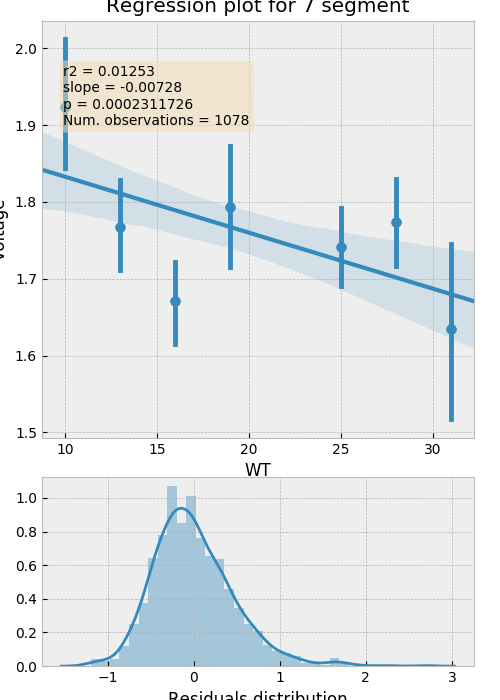 Regression plot for 7 segment
2.0
r2 = 0.01253
slope = -0.00728
p = 0.0002311726
Num. observations = 1078
1.9
1.8
Voltage
1.7
1.6
1.5
10 15 20 25 30
WT
1.0
0.8
0.6
0.4
0.2
0.0
−1 0 1 2 3
Residuals distribution